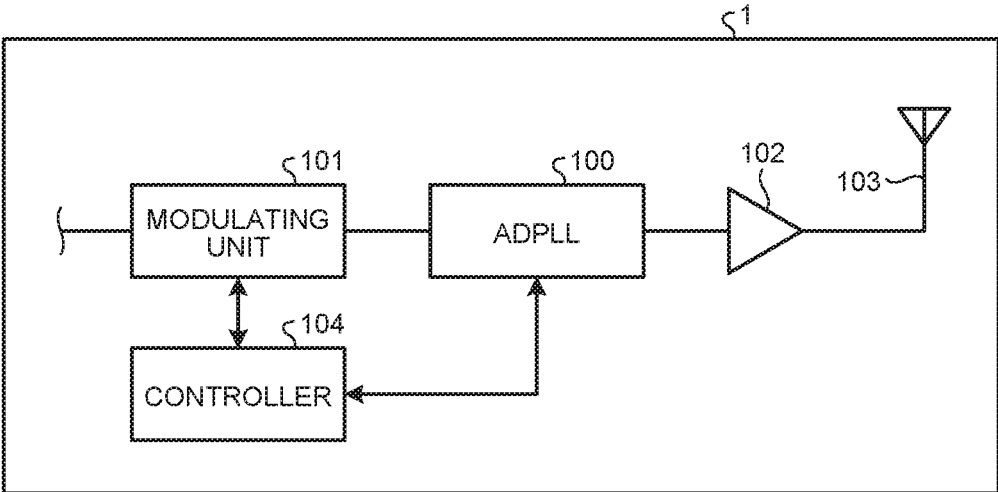 1
101
100
102
103
MODULATING
UNIT
ADPLL
104
CONTROLLER